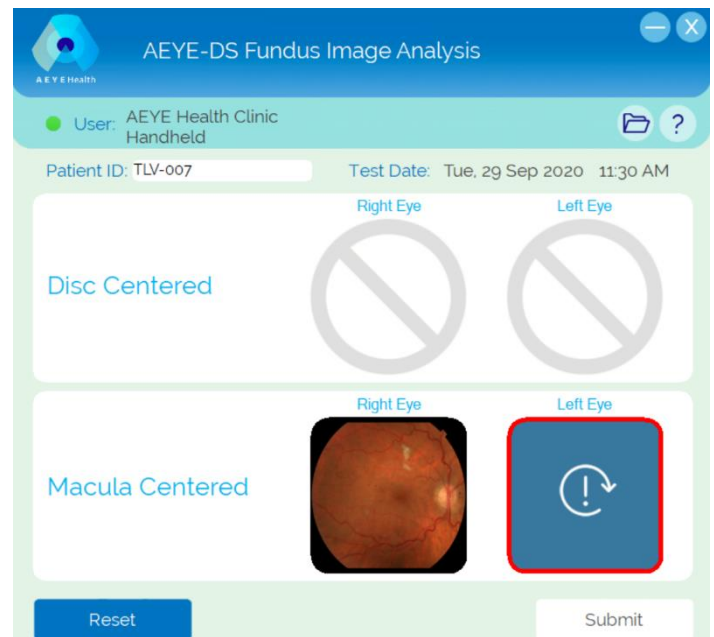 AEYE-DS Fundus Image Analysis
X
AEYE Health
User: AEYE Health Clinic
Handheld
?
Patient ID: TLV-007 Test Date: Tue, 29 Sep 2020 11:30 AM
Right Eye Left Eye
Disc Centered
Right Eye Left Eye
Macula Centered
!
Reset Submit